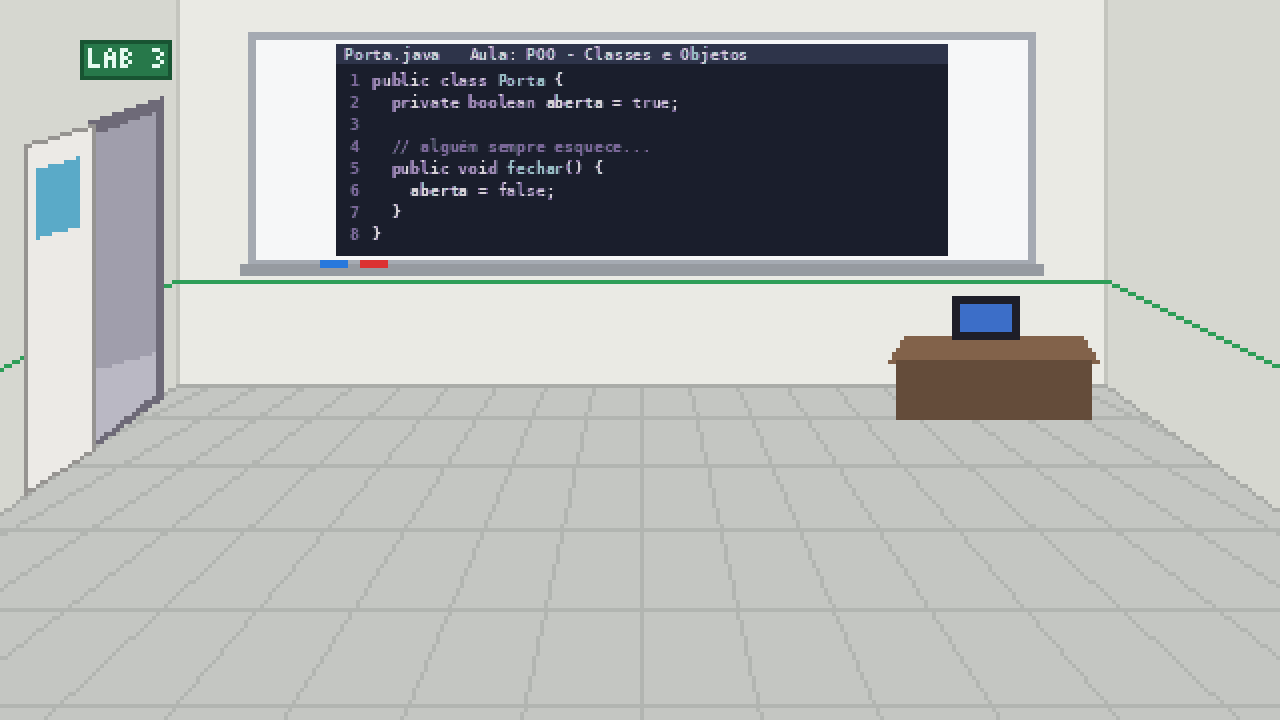 LAB 3
Porta.java Aula: POO - Classes e Objetos
1 public class Porta {
2 private boolean aberta = true;
3
4 // alguém sempre esquece...
5 public void fechar() {
6 aberta = false;
7 }
8 }